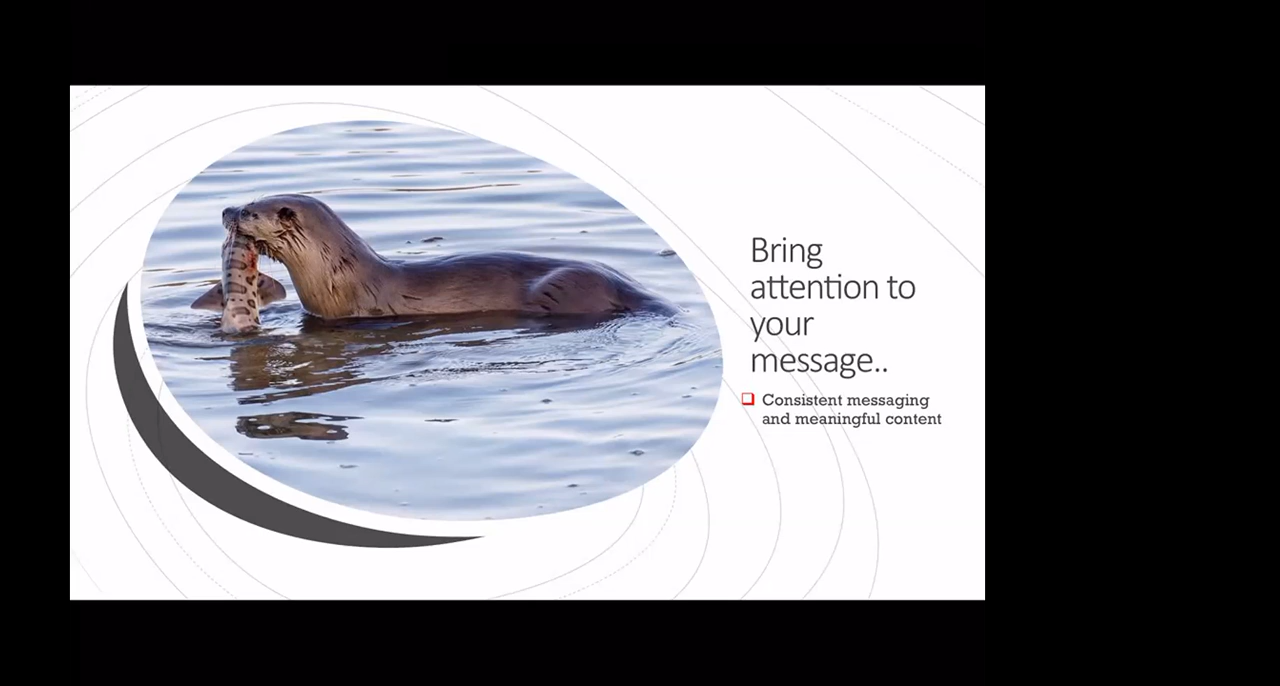 Bring
attention to
your
message..
Consistent messaging
and meaningful content